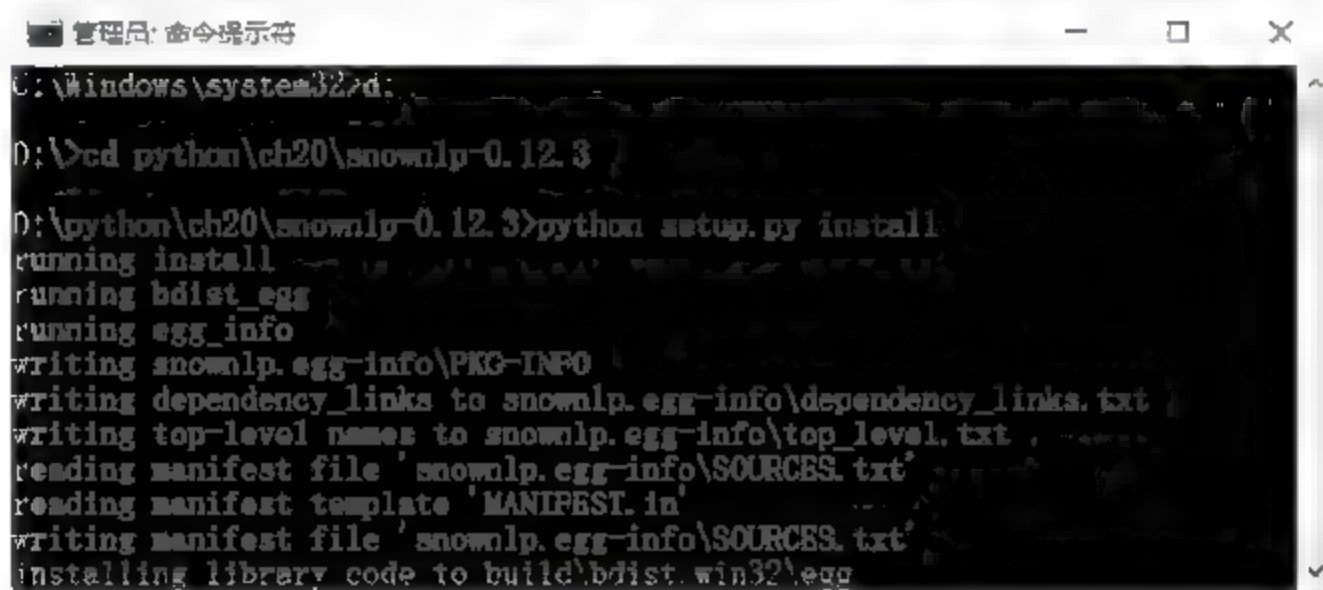 管理员: 命令提示符
C:\Windows\system32>d:
D:\>cd python\ch20\snownlp-0.12.3
D:\python\ch20\snownlp-0.12.3>python setup.py install
running install
running bdist_egg
running egg_info
writing snownlp.egg-info\PKG-INFO
writing dependency_links to snownlp.egg-info\dependency_links.txt
writing top-level names to snownlp.egg-info\top_level.txt
reading manifest file 'snownlp.egg-info\SOURCES.txt'
reading manifest template 'MANIFEST.in'
writing manifest file 'snownlp.egg-info\SOURCES.txt'
installing library code to build\bdist.win32\egg